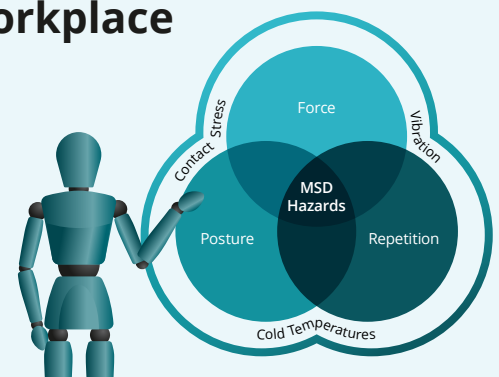 orkplace
Force
Contact Stress
Vibration
MSD
Hazards
Posture
Repetition
Cold Temperatures